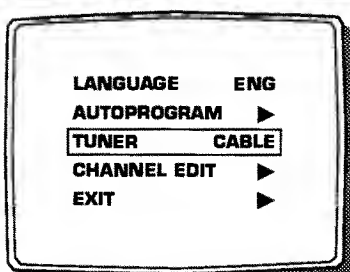 LANGUAGE ENG
AUTOPROGRAM ▶
TUNER CABLE
CHANNEL EDIT ▶
EXIT ▶